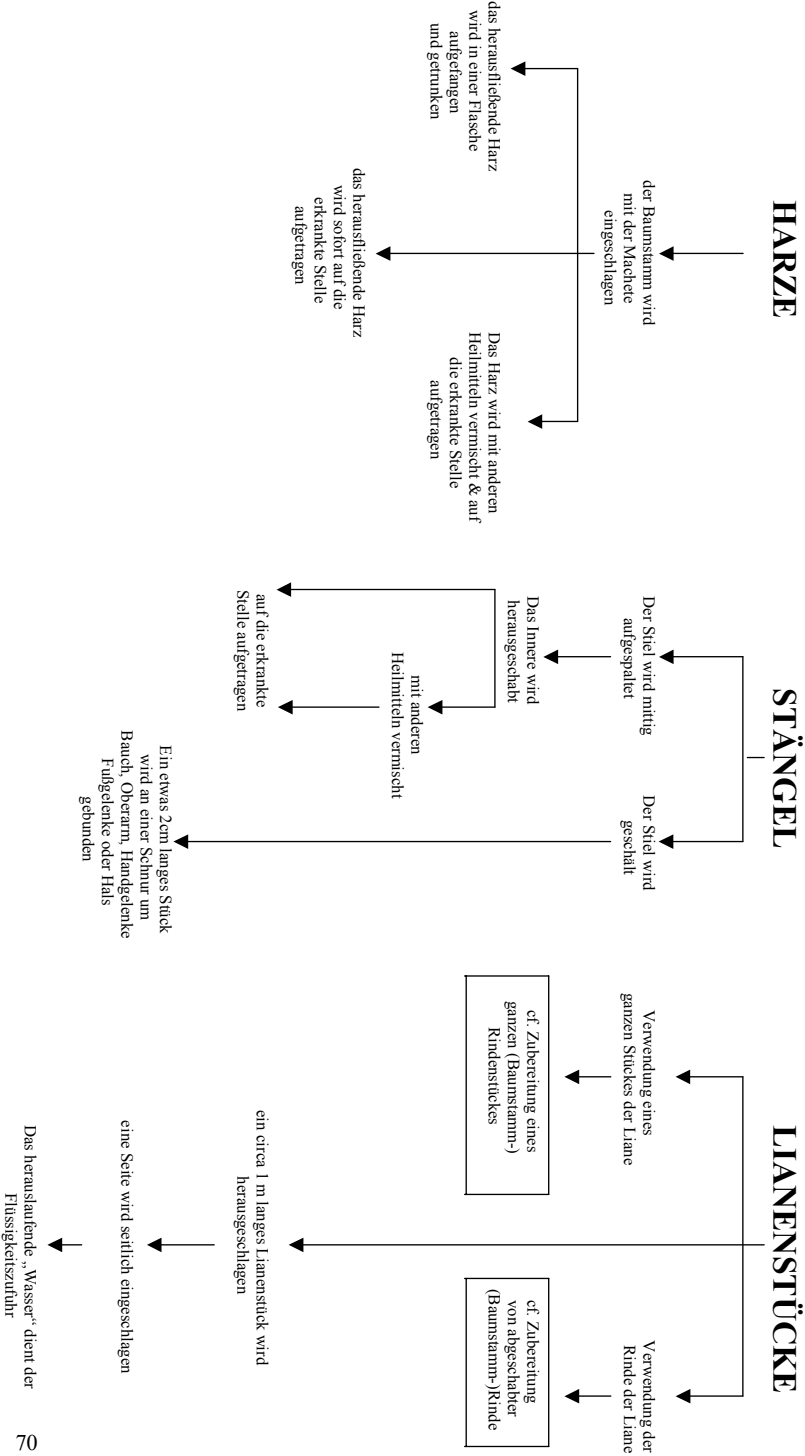 HARZE
der Baumstamm wird
mit der Machete
eingeschlagen
das herausfließende Harz
wird in einer Flasche
aufgefangen
und getrunken
das herausfließende Harz
wird sofort auf die
erkrankte Stelle
aufgetragen
Das Harz wird mit anderen
Heilmitteln vermischt & auf
die erkrankte Stelle
aufgetragen
STÄNGEL
Der Stiel wird mittig
aufgespaltet
Das Innere wird
herausgeschabt
mit anderen
Heilmitteln vermischt
auf die erkrankte
Stelle aufgetragen
Der Stiel wird
geschält
Ein etwas 2cm langes Stück
wird an einer Schnur um
Bauch, Oberarm, Handgelenke
Fußgelenke oder Hals
gebunden
LIANENSTÜCKE
Verwendung eines
ganzen Stückes der Liane
cf. Zubereitung eines
ganzen (Baumstamm-)
Rindenstückes
ein circa 1 m langes Lianenstück wird
herausgeschlagen
eine Seite wird seitlich eingeschlagen
Das herauslaufende „Wasser“ dient der
Flüssigkeitszufuhr
Verwendung der
Rinde der Liane
cf. Zubereitung
von abgeschabter
(Baumstamm-)Rinde
70